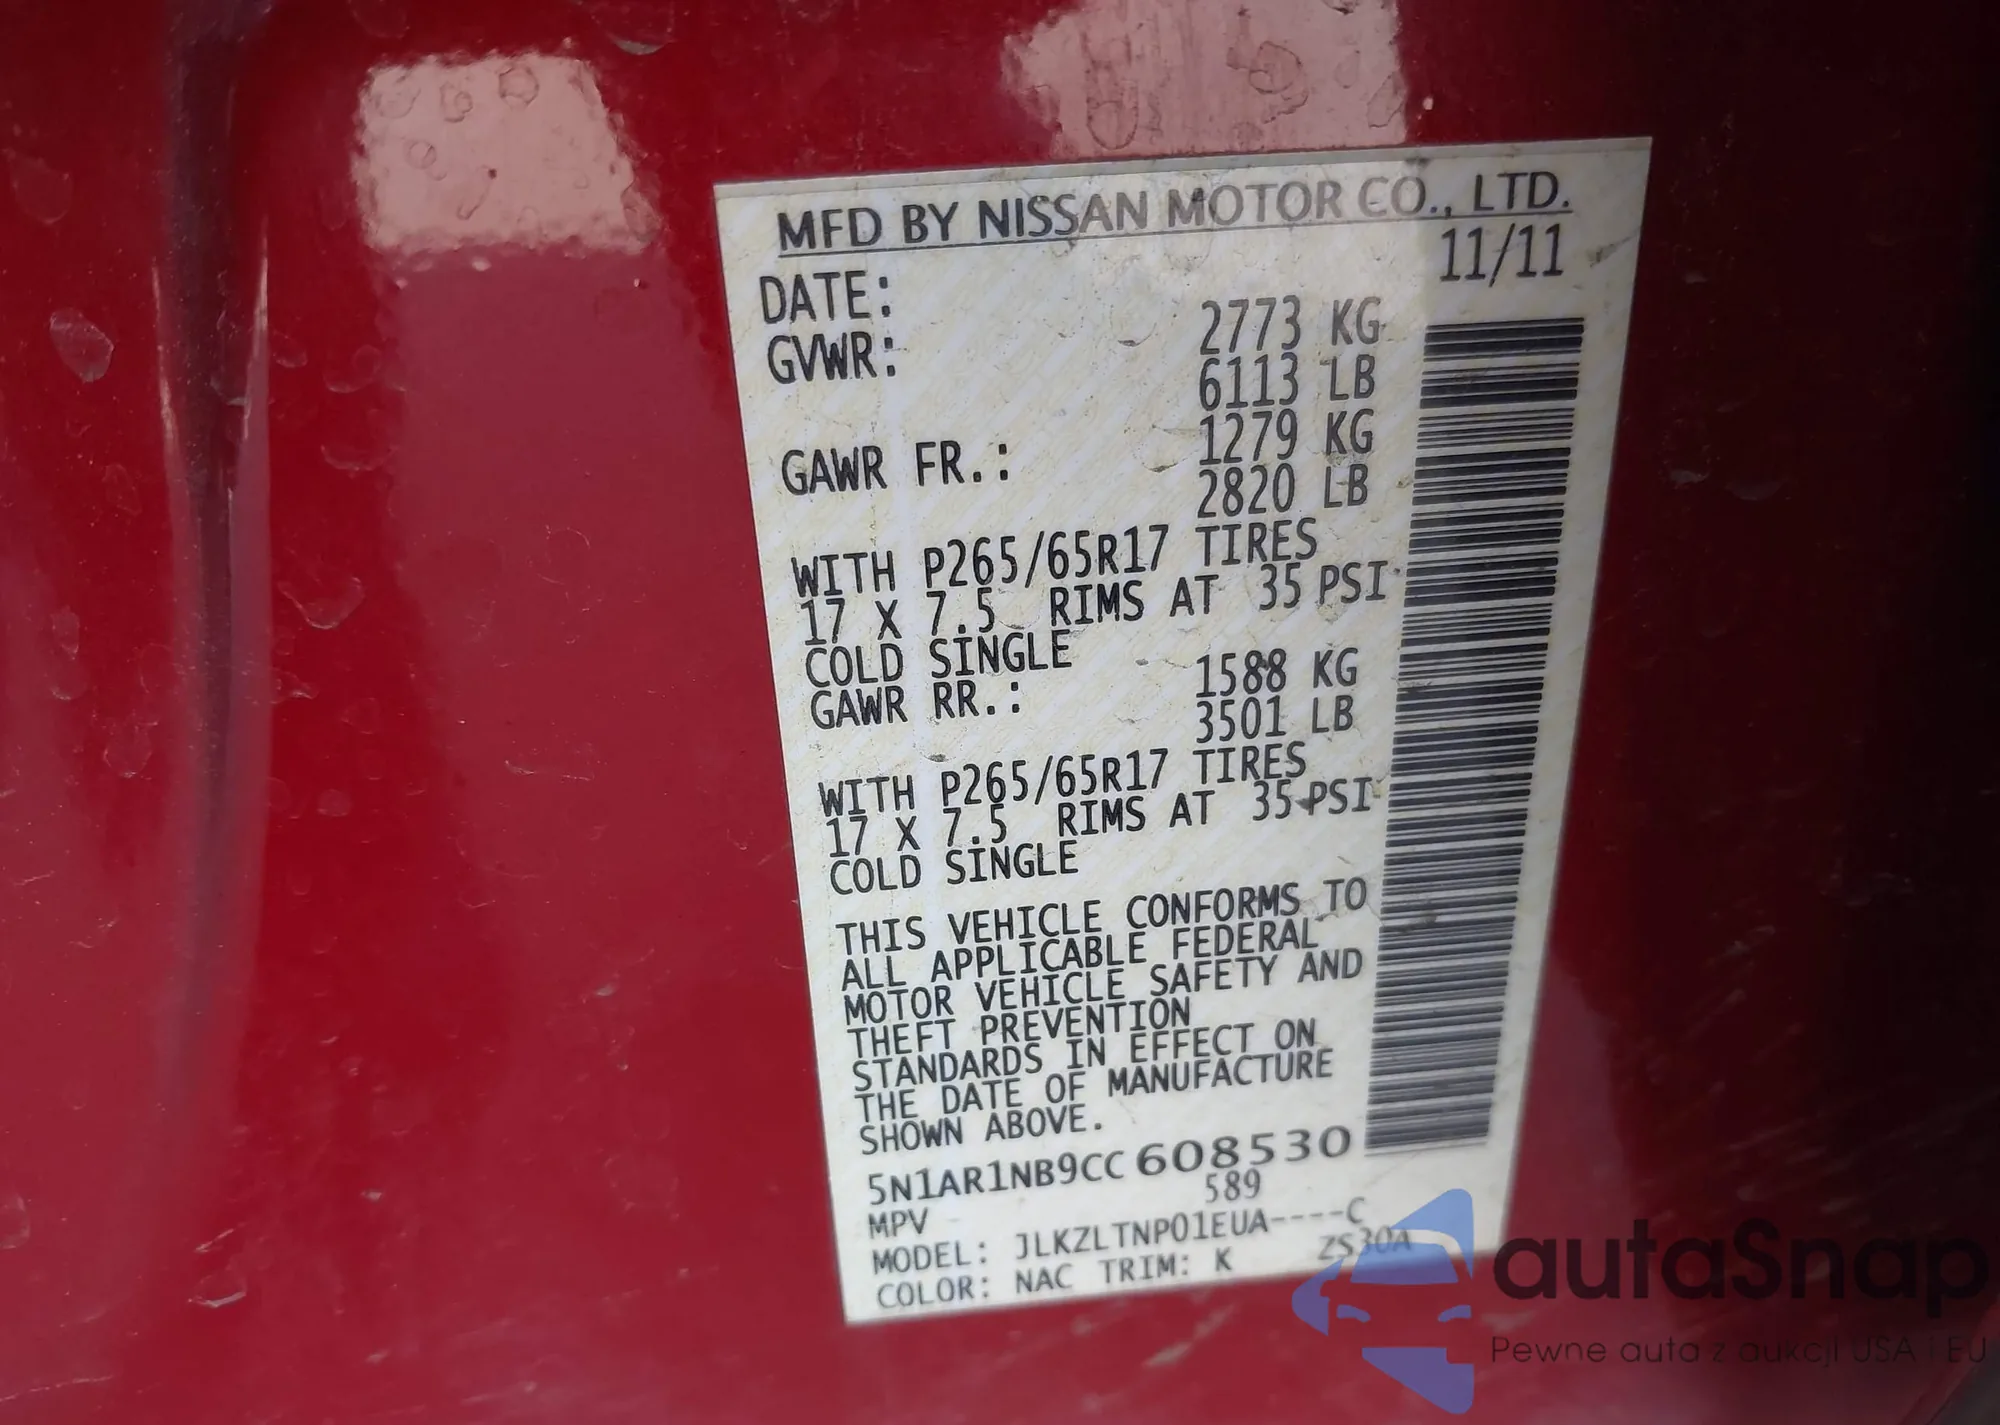 MFD BY NISSAN MOTOR CO., LTD.
DATE: 11/11
GVWR: 2773 KG
6113 LB
GAWR FR.: 1279 KG
2820 LB
WITH P265/65R17 TIRES
17 X 7.5 RIMS AT 35 PSI
COLD SINGLE
GAWR RR.: 1588 KG
3501 LB
WITH P265/65R17 TIRES
17 X 7.5 RIMS AT 35 PSI
COLD SINGLE
THIS VEHICLE CONFORMS TO
ALL APPLICABLE FEDERAL
MOTOR VEHICLE SAFETY AND
THEFT PREVENTION
STANDARDS IN EFFECT ON
THE DATE OF MANUFACTURE
SHOWN ABOVE.
5N1AR1NB9CC608530
MPV 589
MODEL: JLKZLTNP01EUA----C
COLOR: NAC TRIM: K ZS30A
autaSnap
Pewne auta z aukcji USA i EU